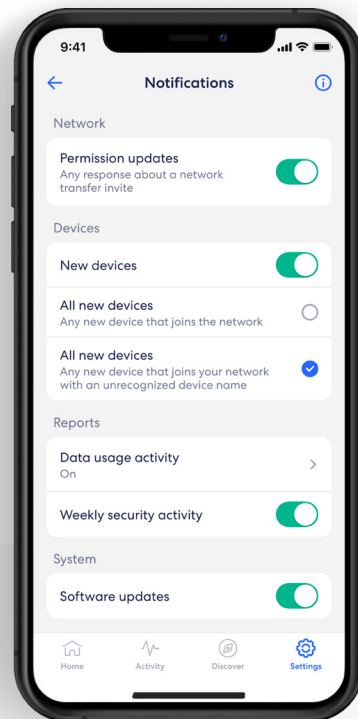 9:41
Notifications
Network
Permission updates
Any response about a network
transfer invite
Devices
New devices
All new devices
Any new device that joins the network
All new devices
Any new device that joins your network
with an unrecognized device name
Reports
Data usage activity
On
Weekly security activity
System
Software updates
Home
Activity
Discover
Settings